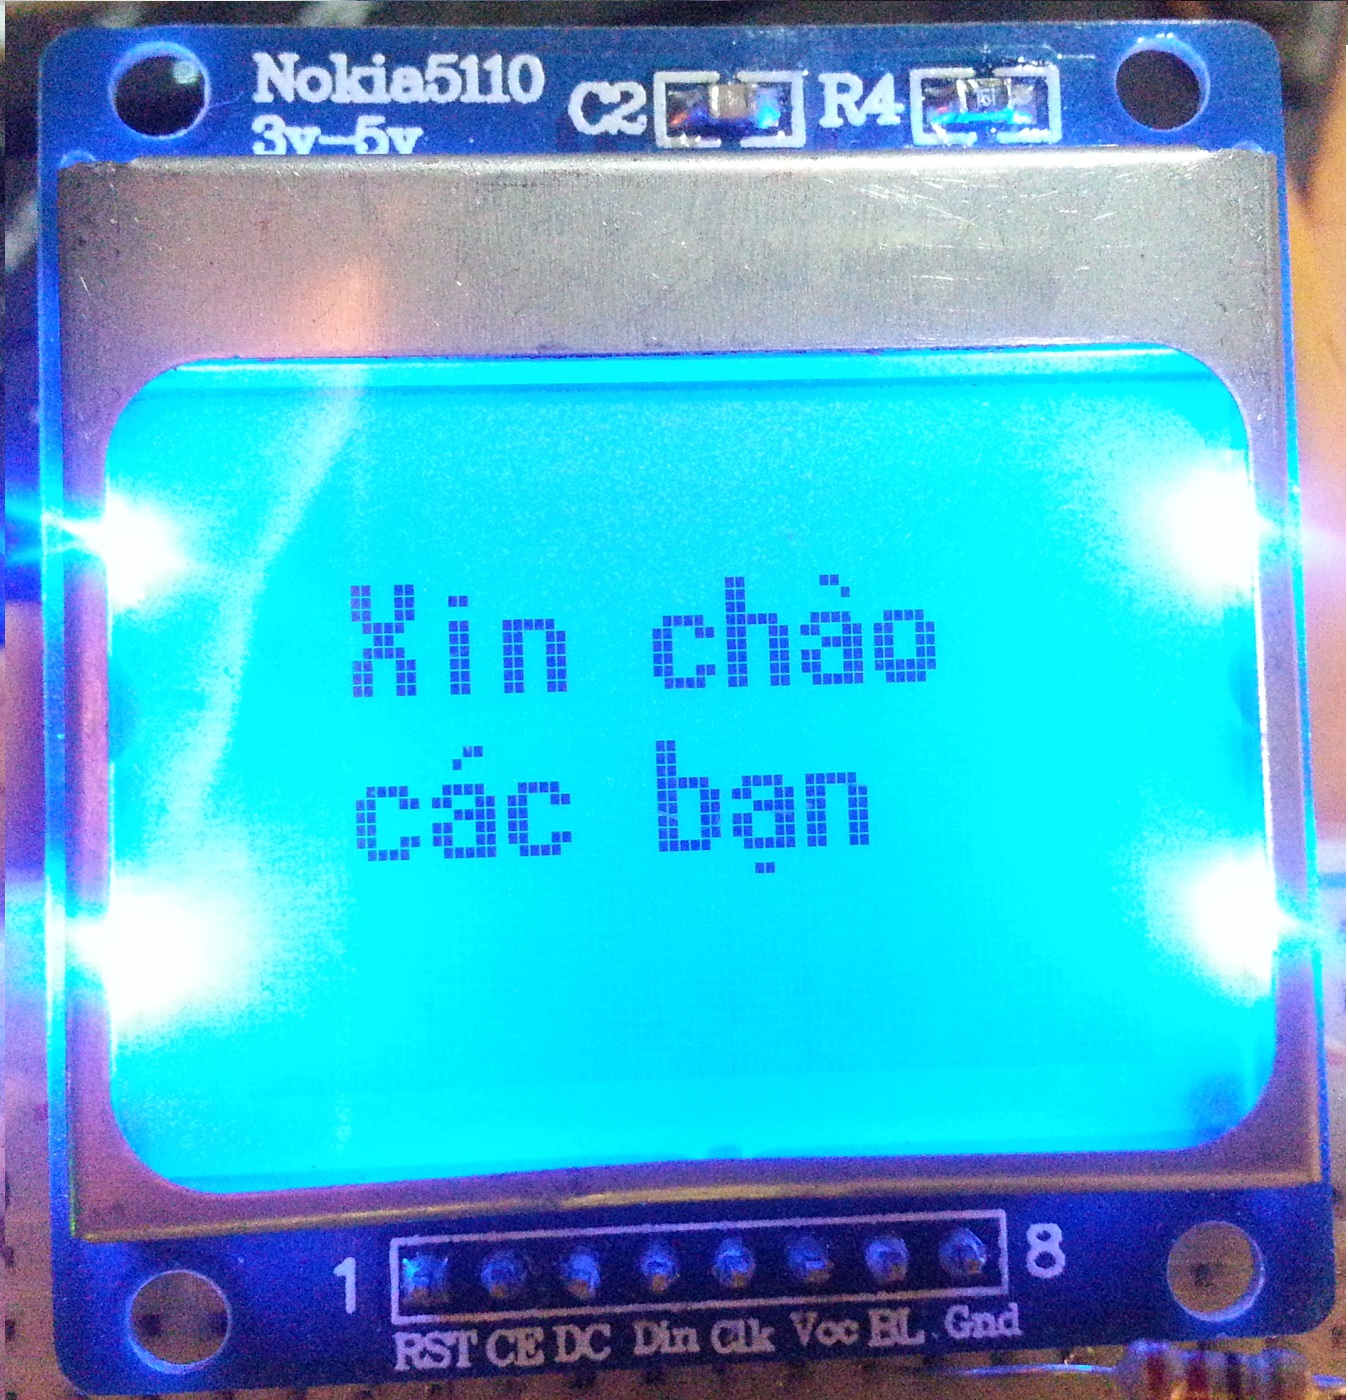 Nokia5110
3v-5v
C2 R4
Xin chào
các bạn
1 8
RST CE DC Din Clk Vcc BL Gnd